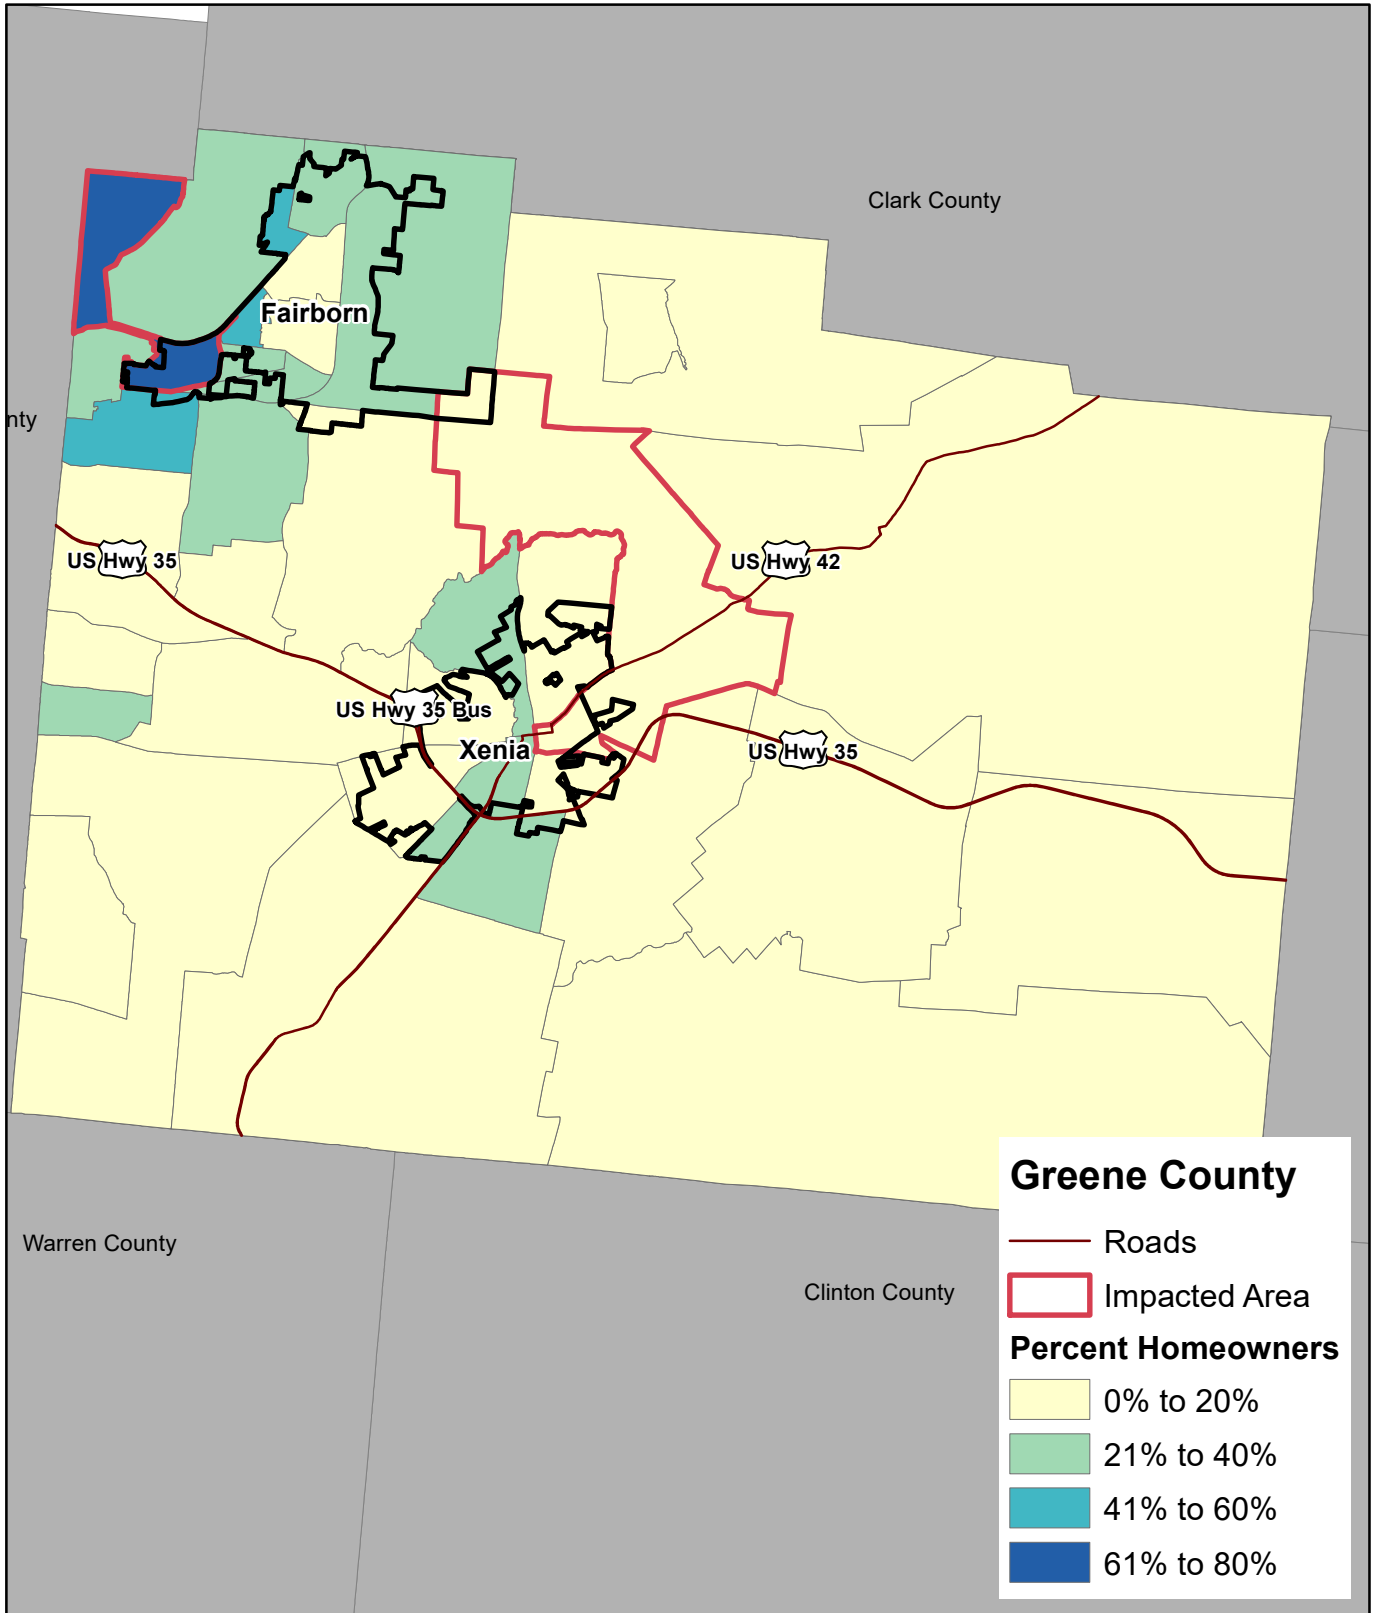 Clark County
Fairborn
nty
US Hwy 35
US Hwy 42
US Hwy 35 Bus
Xenia
US Hwy 35
Greene County
Roads
Impacted Area
Percent Homeowners
0% to 20%
21% to 40%
41% to 60%
61% to 80%
Warren County
Clinton County